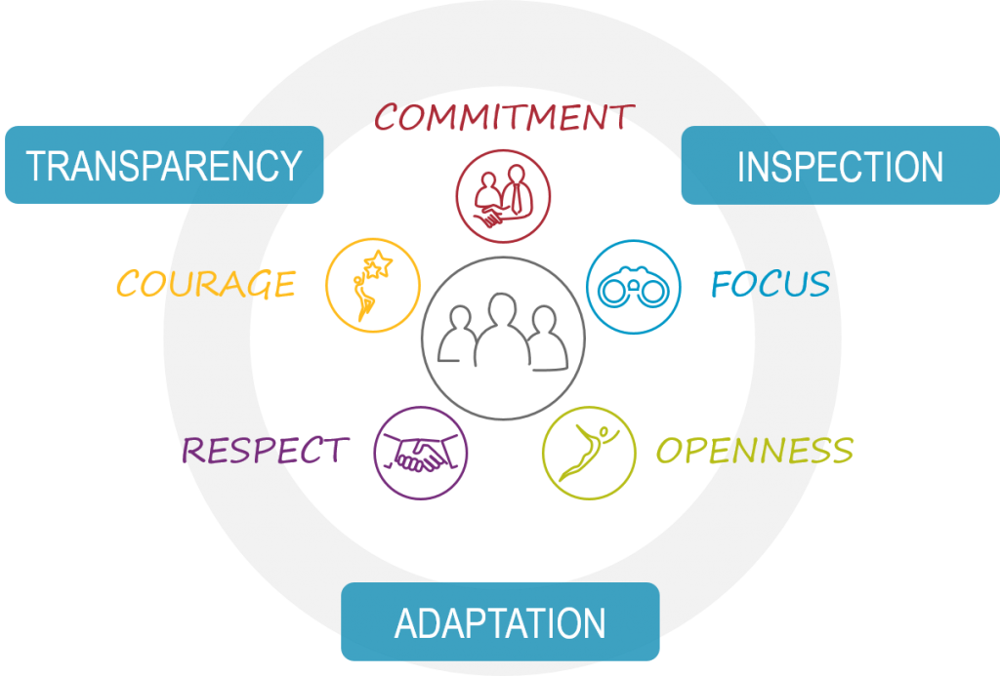 COMMITMENT
TRANSPARENCY
INSPECTION
COURAGE
FOCUS
RESPECT
OPENNESS
ADAPTATION